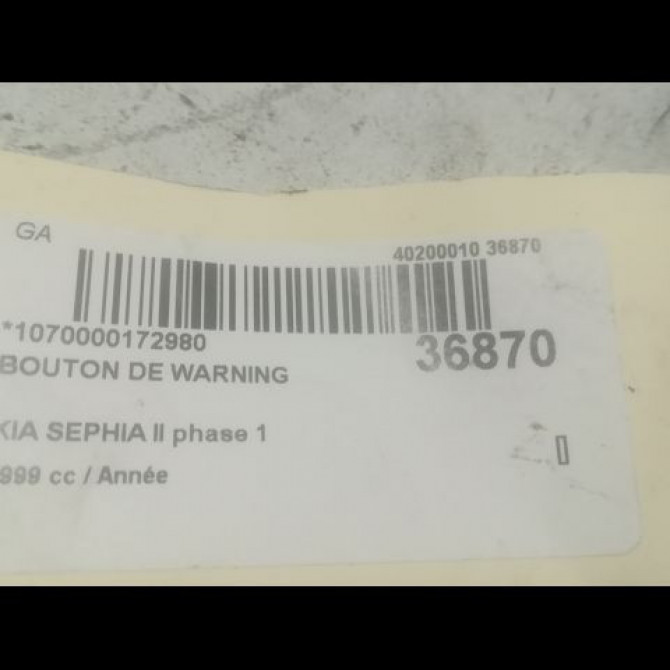 GA
40200010 36870
*1070000172980
36870
BOUTON DE WARNING
KIA SEPHIA II phase 1
999 cc / Année